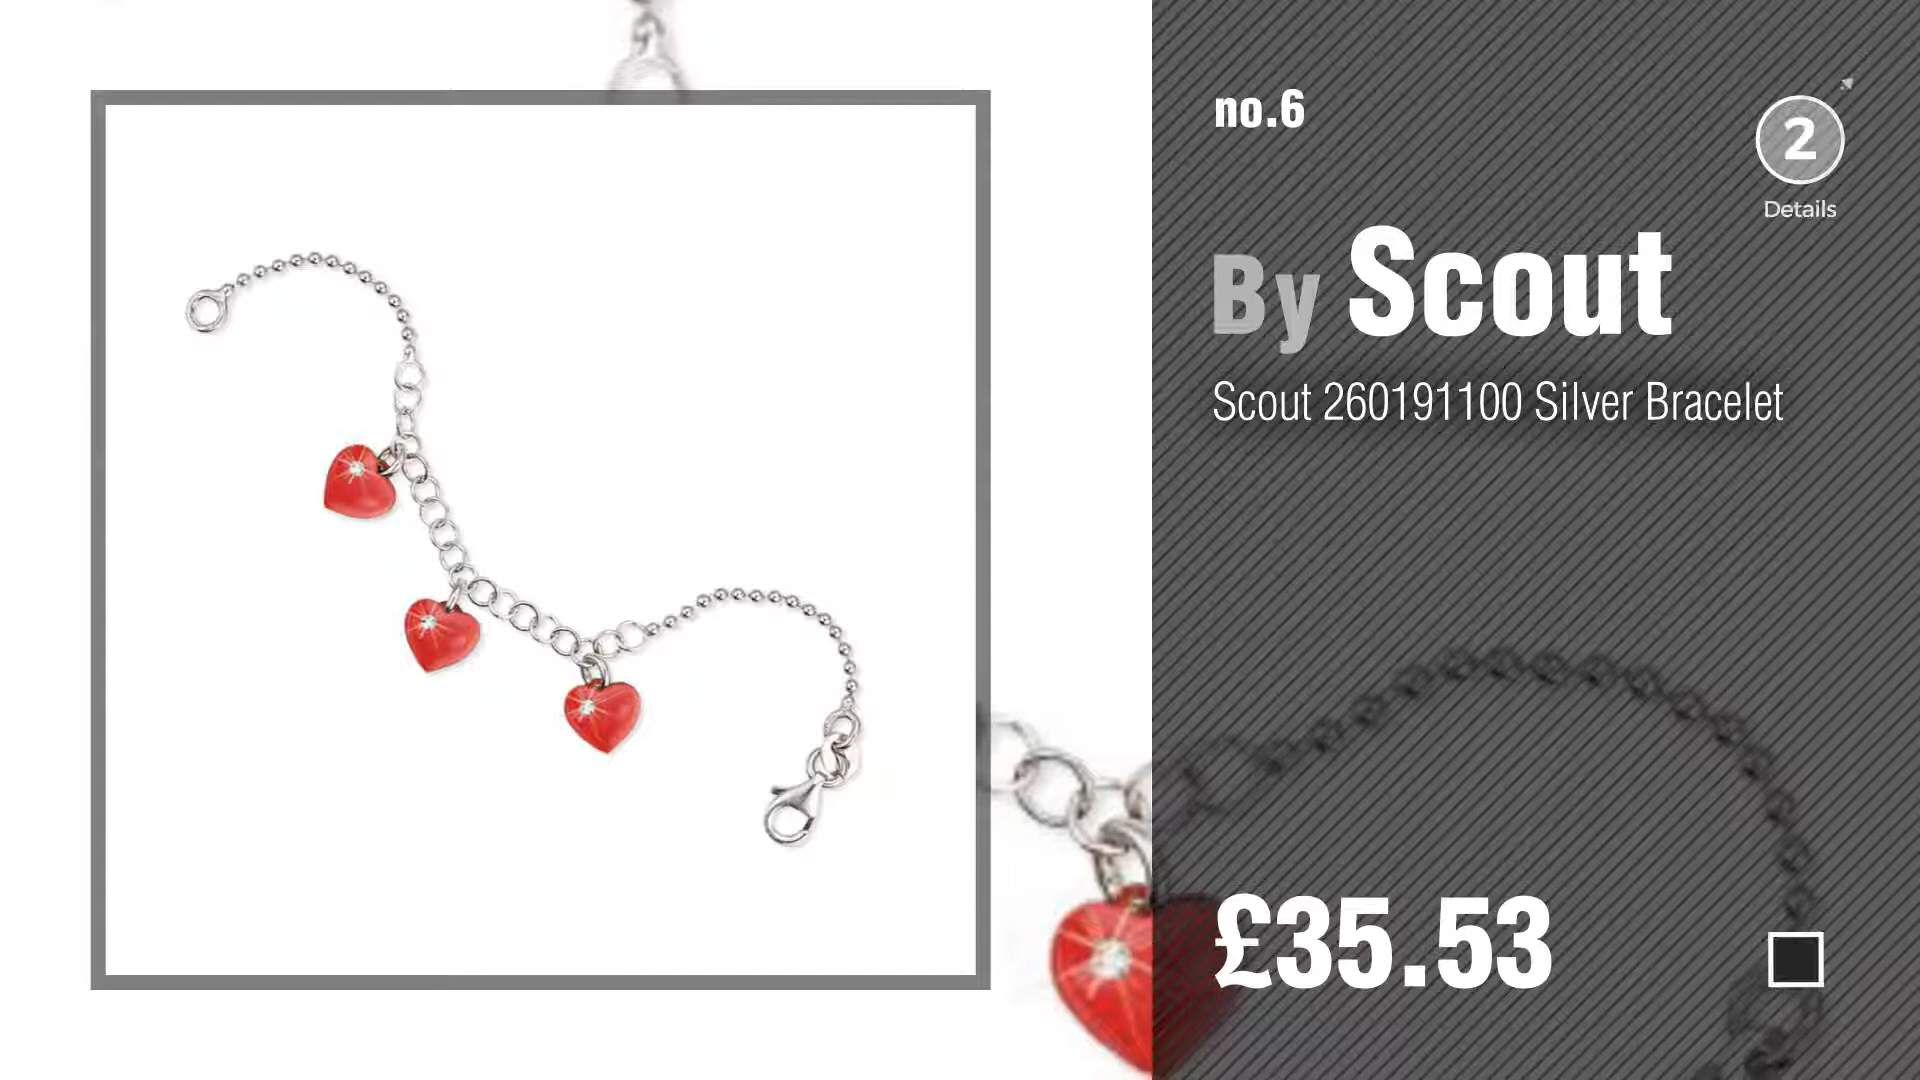 no.6
2
Details
By Scout
Scout 260191100 Silver Bracelet
£35.53